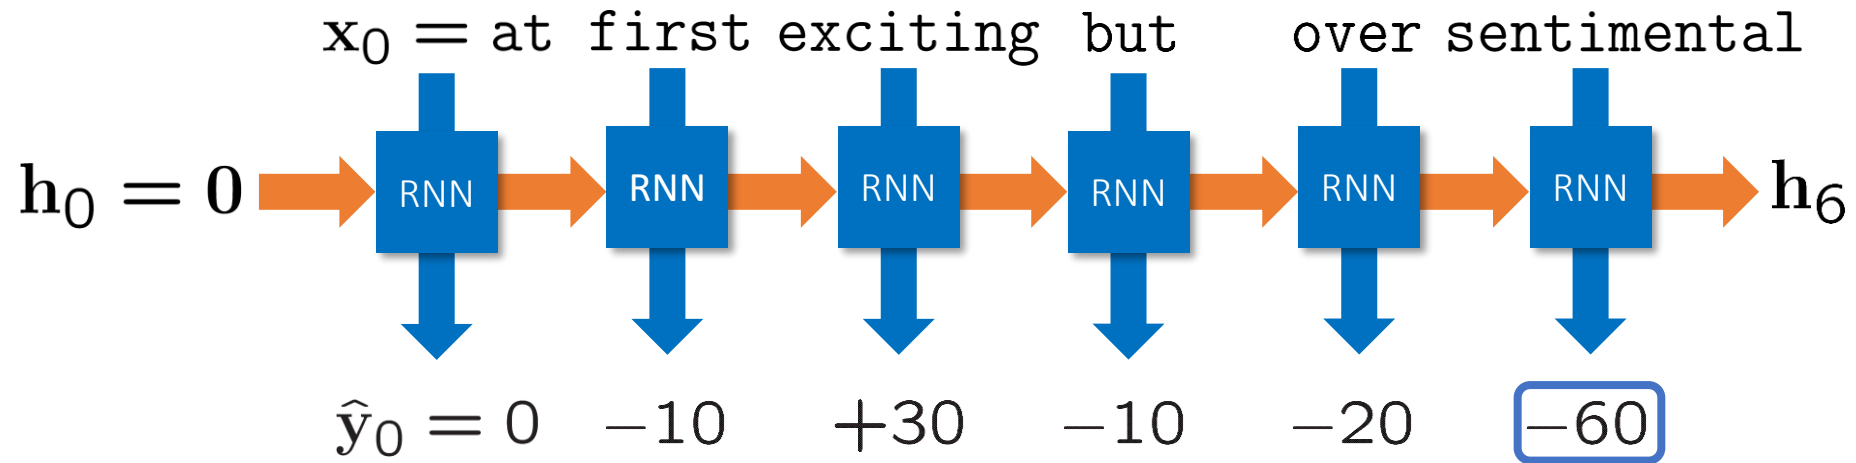 x₀ = at first exciting but over sentimental
h₀ = 0 RNN RNN RNN RNN RNN RNN h₆
ŷ₀ = 0 −10 +30 −10 −20 −60